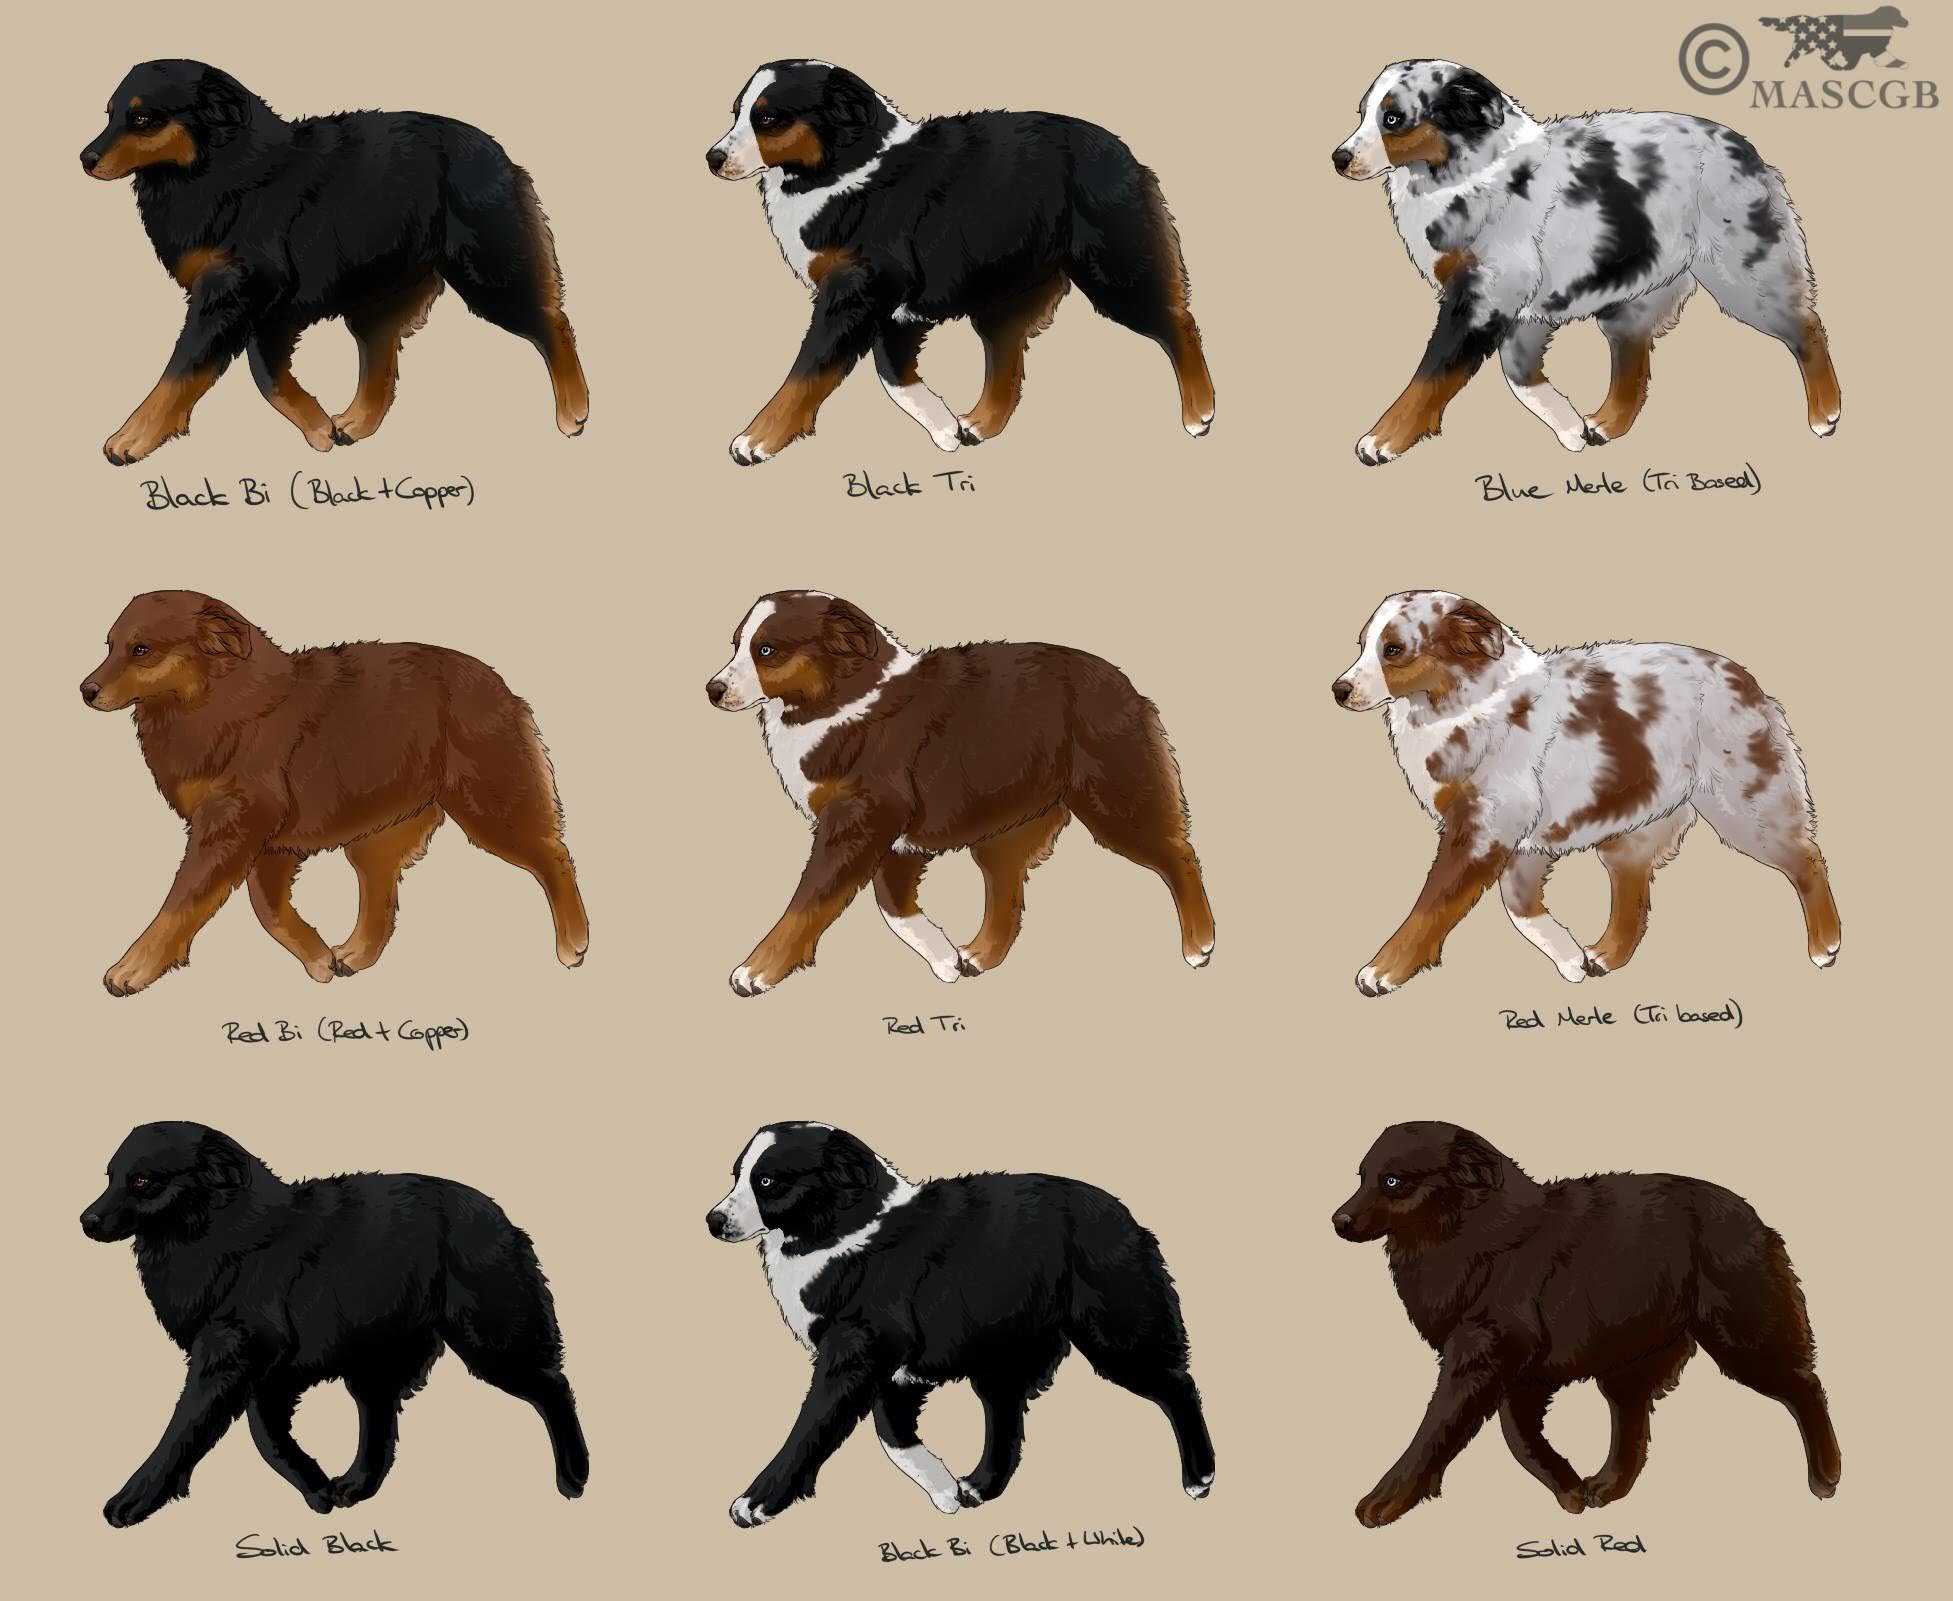 © MASCGB
Black Bi (Black + Copper)
Black Tri
Blue Merle (Tri Based)
Red Bi (Red + Copper)
Red Tri
Red Merle (Tri based)
Solid Black
Black Bi (Black + White)
Solid Red